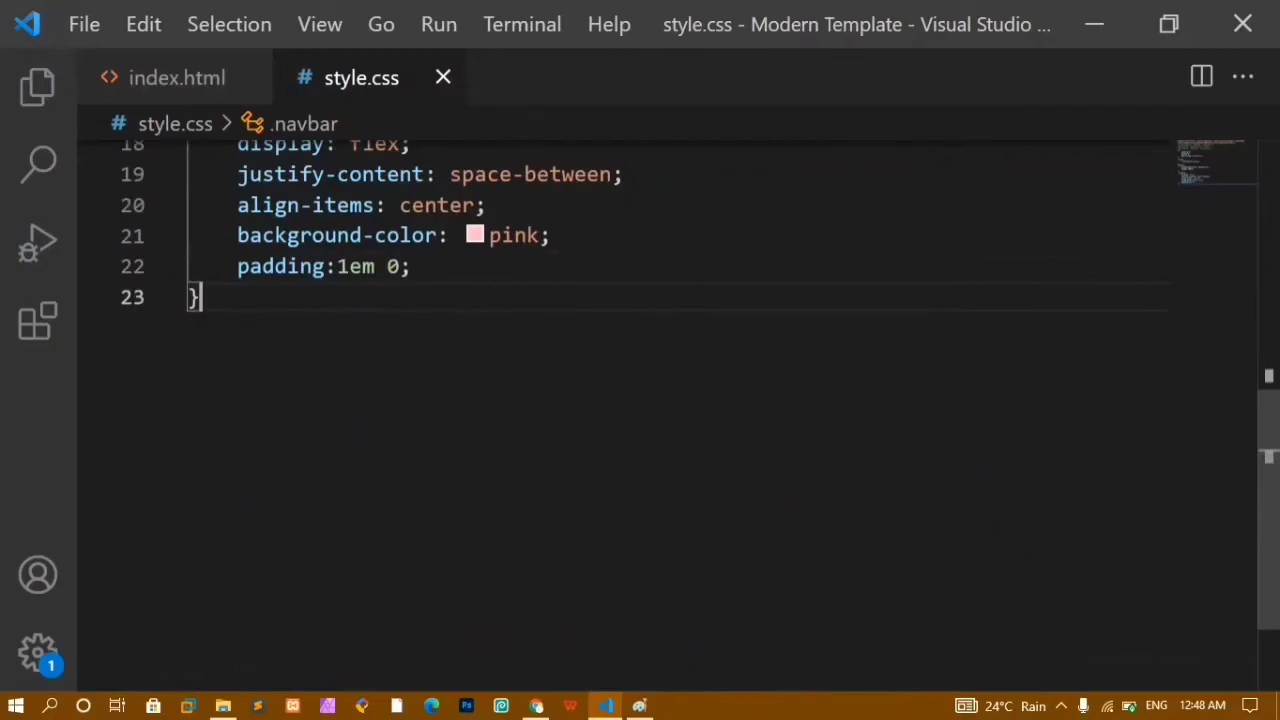 File Edit Selection View Go Run Terminal Help style.css - Modern Template - Visual Studio ...
index.html style.css
style.css .navbar
18 display: flex;
19 justify-content: space-between;
20 align-items: center;
21 background-color: pink;
22 padding:1em 0;
23 }
1
24°C Rain ENG 12:48 AM